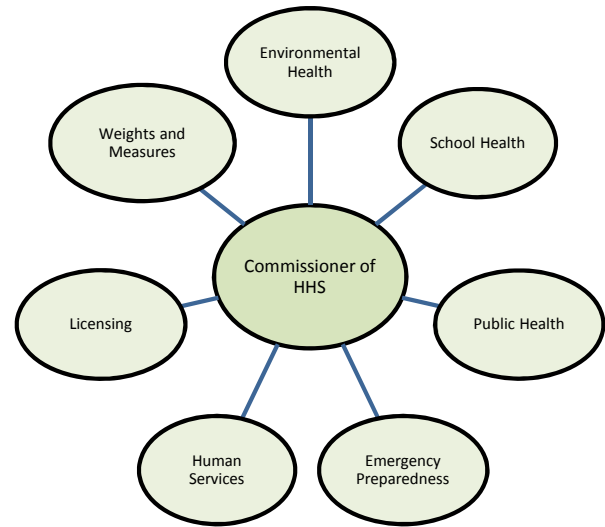 Environmental
Health
Weights and
Measures
School Health
Commissioner of
HHS
Licensing
Public Health
Human
Services
Emergency
Preparedness